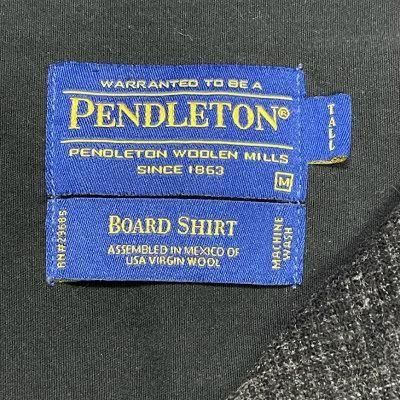 WARRANTED TO BE A
PENDLETON®
PENDLETON WOOLEN MILLS
SINCE 1863
M
TALL
RN#29685
BOARD SHIRT
ASSEMBLED IN MEXICO OF
USA VIRGIN WOOL
MACHINE
WASH